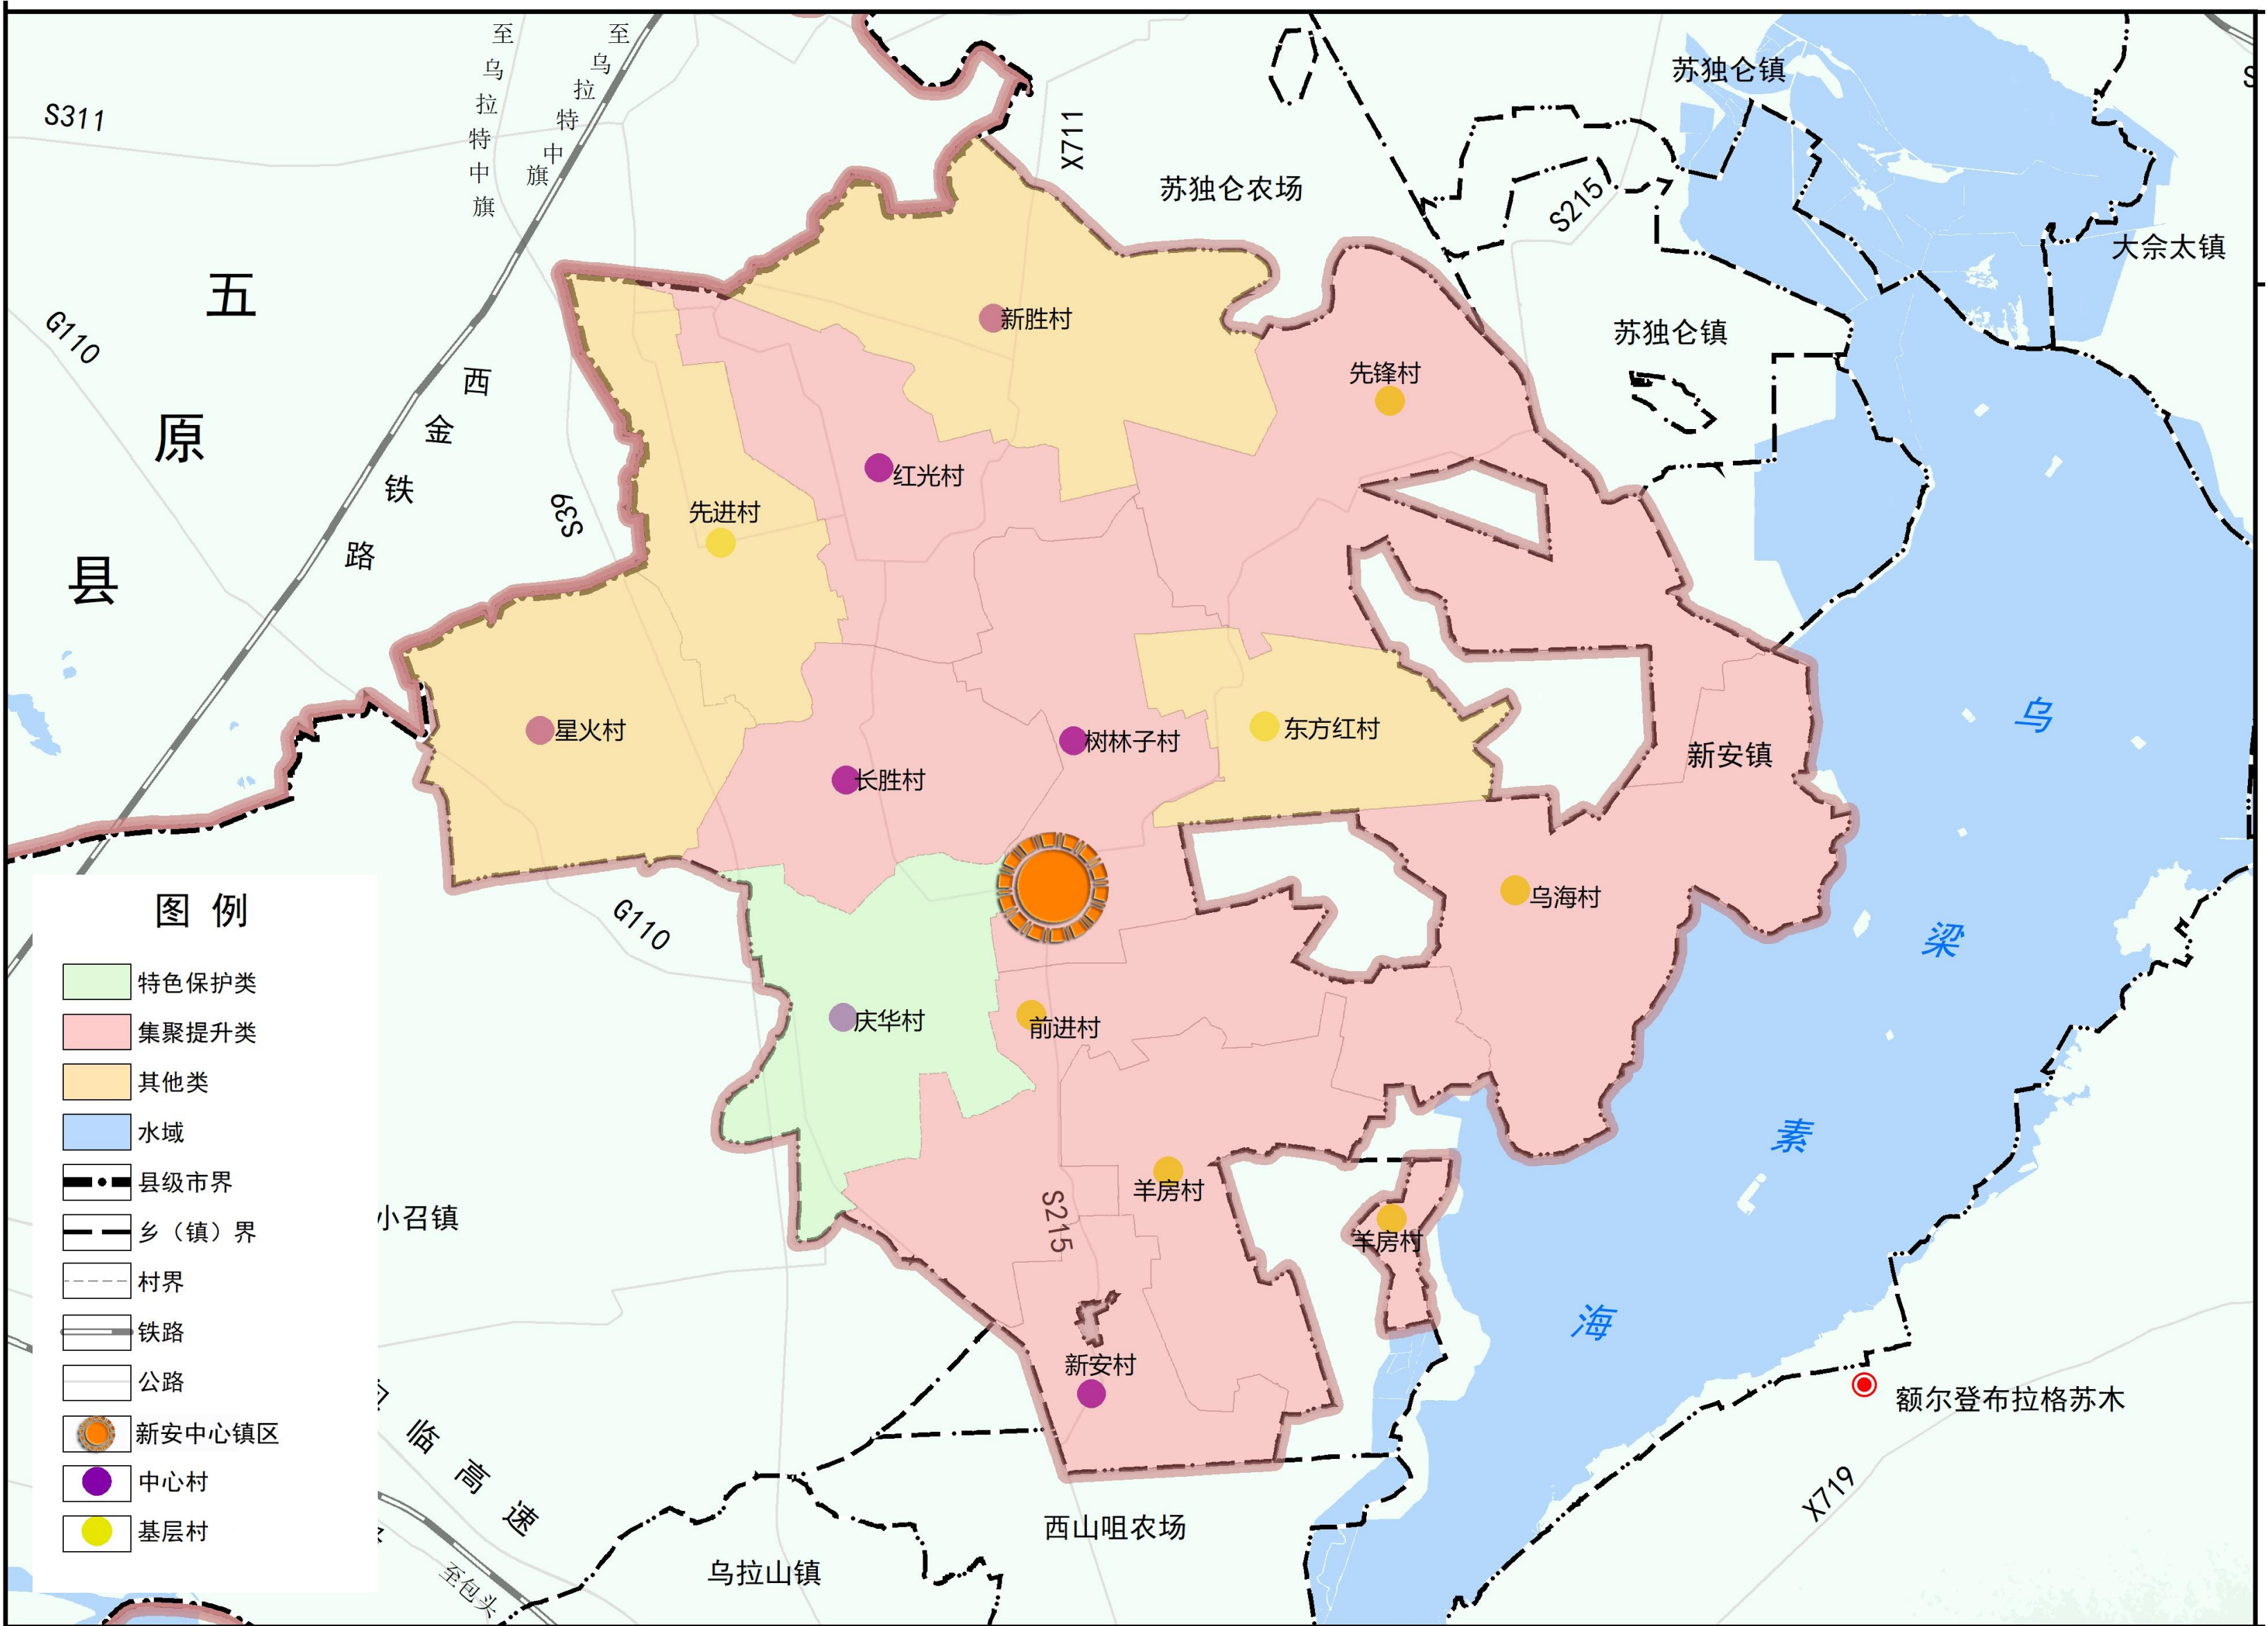 至乌拉特中旗
至乌拉特中旗
S311
X711
苏独仑农场
S215
苏独仑镇
大佘太镇
五原县
G110
西金铁路
S39
新胜村
先锋村
苏独仑镇
红光村
先进村
星火村
树林子村
长胜村
东方红村
新安镇
乌梁素海
乌海村
G110
庆华村
前进村
羊房村
羊房村
S215
新安村
小召镇
额尔登布拉格苏木
X719
西山咀农场
乌拉山镇
临高速
至包头
图例
特色保护类
集聚提升类
其他类
水域
县级市界
乡（镇）界
村界
铁路
公路
新安中心镇区
中心村
基层村